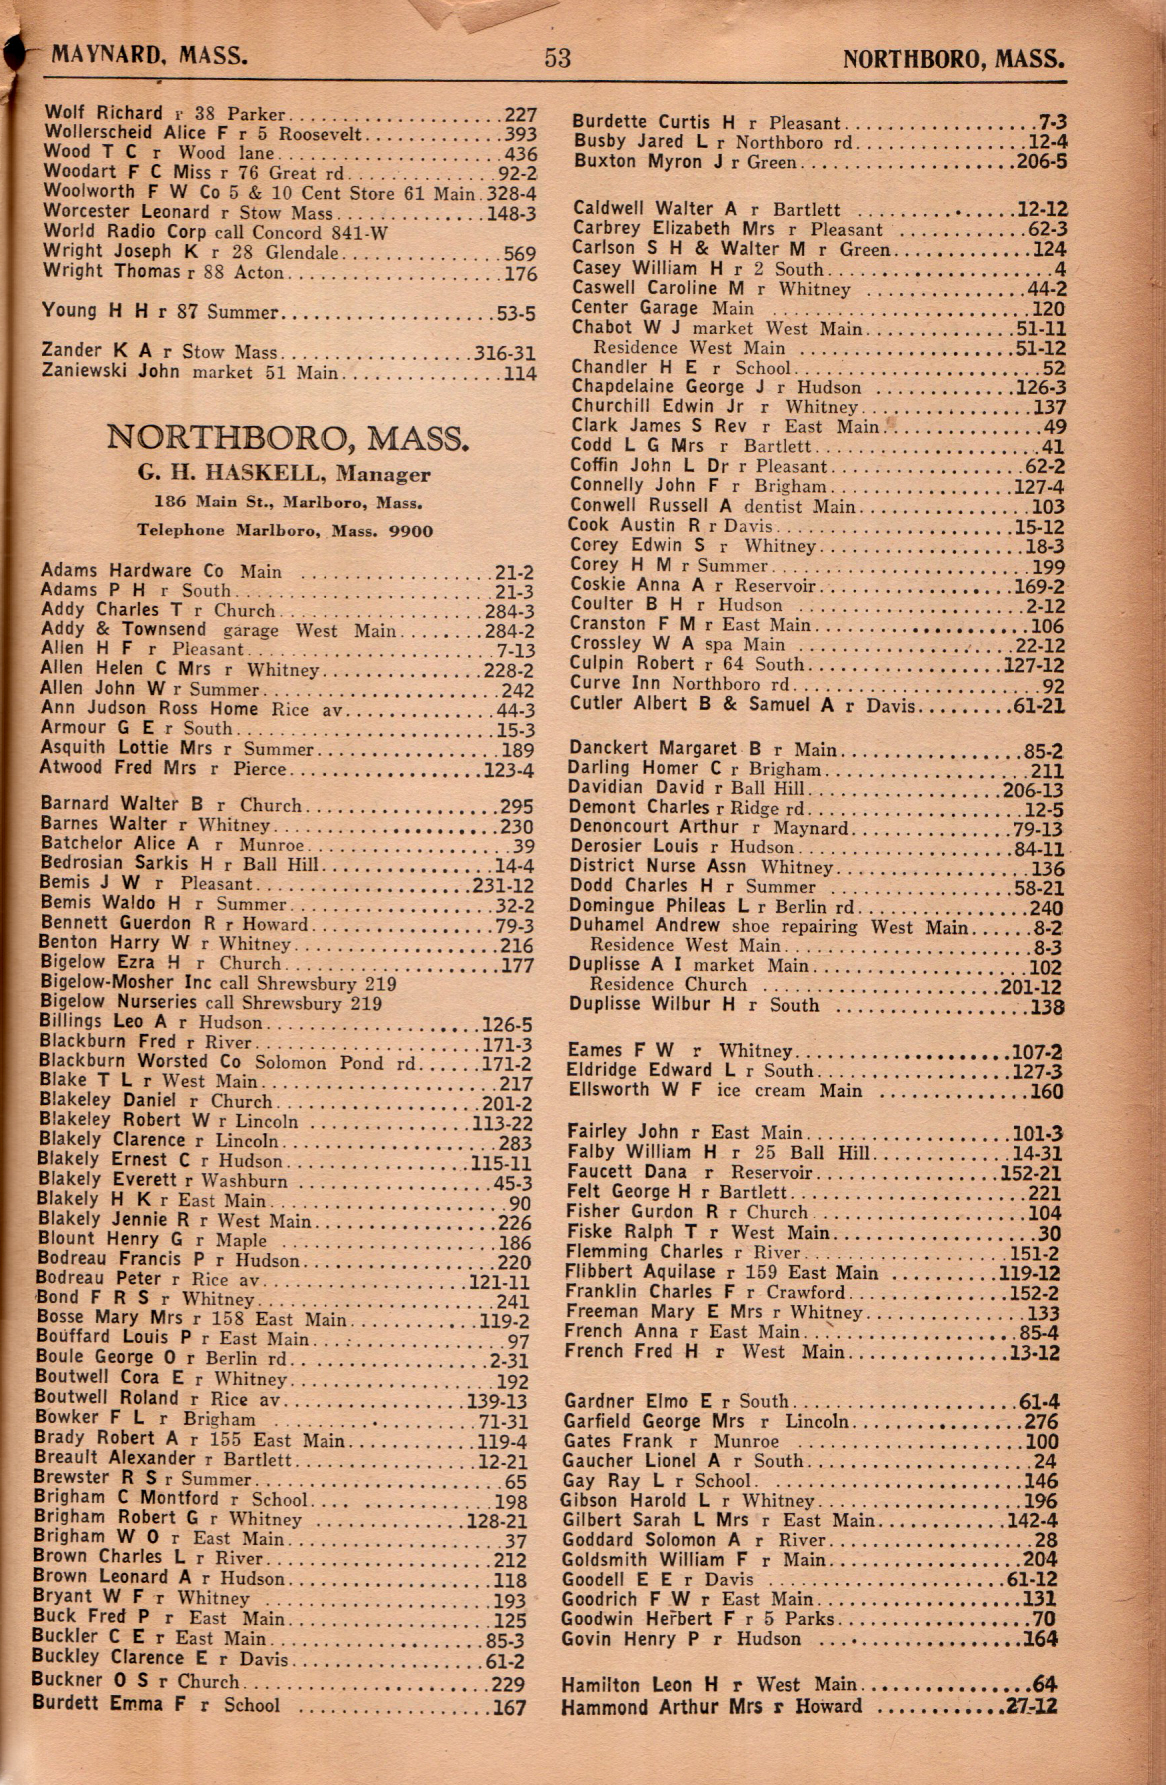 MAYNARD, MASS. 53 NORTHBORO, MASS.
Wolf Richard r 38 Parker....................227
Wollerscheid Alice F r 5 Roosevelt.............393
Wood T C r Wood lane.....................436
Woodart F C Miss r 76 Great rd..............92-2
Woolworth F W Co 5 & 10 Cent Store 61 Main.328-4
Worcester Leonard r Stow Mass..............148-3
World Radio Corp call Concord 841-W
Wright Joseph K r 28 Glendale...............569
Wright Thomas r 88 Acton....................176
Young H H r 87 Summer....................53-5
Zander K A r Stow Mass..................316-31
Zaniewski John market 51 Main...............114
NORTHBORO, MASS.
G. H. HASKELL, Manager
186 Main St., Marlboro, Mass.
Telephone Marlboro, Mass. 9900
Adams Hardware Co Main ..................21-2
Adams P H r South........................21-3
Addy Charles T r Church...................284-3
Addy & Townsend garage West Main........284-2
Allen H F r Pleasant.......................7-13
Allen Helen C Mrs r Whitney...............228-2
Allen John W r Summer.....................242
Ann Judson Ross Home Rice av..............44-3
Armour G E r South........................15-3
Asquith Lottie Mrs r Summer................189
Atwood Fred Mrs r Pierce.................123-4
Barnard Walter B r Church..................295
Barnes Walter r Whitney.....................230
Batchelor Alice A r Munroe...................39
Bedrosian Sarkis H r Ball Hill................14-4
Bemis J W r Pleasant....................231-12
Bemis Waldo H r Summer...................32-2
Bennett Guerdon R r Howard................79-3
Benton Harry W r Whitney..................216
Bigelow Ezra H r Church....................177
Bigelow-Mosher Inc call Shrewsbury 219
Bigelow Nurseries call Shrewsbury 219
Billings Leo A r Hudson....................126-5
Blackburn Fred r River.....................171-3
Blackburn Worsted Co Solomon Pond rd......171-2
Blake T L r West Main......................217
Blakeley Daniel r Church...................201-2
Blakeley Robert W r Lincoln ..............113-22
Blakely Clarence r Lincoln....................283
Blakely Ernest C r Hudson.................115-11
Blakely Everett r Washburn .................45-3
Blakely H K r East Main......................90
Blakely Jennie R r West Main.................226
Blount Henry G r Maple ....................186
Bodreau Francis P r Hudson..................220
Bodreau Peter r Rice av...................121-11
Bond F R S r Whitney......................241
Bosse Mary Mrs r 158 East Main...........119-2
Bouffard Louis P r East Main.................97
Boule George O r Berlin rd..................2-31
Boutwell Cora E r Whitney...................192
Boutwell Roland r Rice av.................139-13
Bowker F L r Brigham ....................71-31
Brady Robert A r 155 East Main............119-4
Breault Alexander r Bartlett.................12-21
Brewster R S r Summer......................65
Brigham C Montford r School.... ............198
Brigham Robert G r Whitney ..............128-21
Brigham W O r East Main....................37
Brown Charles L r River.....................212
Brown Leonard A r Hudson..................118
Bryant W F r Whitney .....................193
Buck Fred P r East Main....................125
Buckler C E r East Main....................85-3
Buckley Clarence E r Davis..................61-2
Buckner O S r Church.......................229
Burdett Emma F r School ...................167
Burdette Curtis H r Pleasant..................7-3
Busby Jared L r Northboro rd................12-4
Buxton Myron J r Green....................206-5
Caldwell Walter A r Bartlett ...............12-12
Carbrey Elizabeth Mrs r Pleasant ............62-3
Carlson S H & Walter M r Green.............124
Casey William H r 2 South.....................4
Caswell Caroline M r Whitney ...............44-2
Center Garage Main ........................120
Chabot W J market West Main..............51-11
Residence West Main .....................51-12
Chandler H E r School.......................52
Chapdelaine George J r Hudson .............126-3
Churchill Edwin Jr r Whitney................137
Clark James S Rev r East Main................49
Codd L G Mrs r Bartlett.....................41
Coffin John L Dr r Pleasant.................62-2
Connelly John F r Brigham.................127-4
Conwell Russell A dentist Main...............103
Cook Austin R r Davis.....................15-12
Corey Edwin S r Whitney...................18-3
Corey H M r Summer.......................199
Coskie Anna A r Reservoir.................169-2
Coulter B H r Hudson .....................2-12
Cranston F M r East Main...................106
Crossley W A spa Main ...................22-12
Culpin Robert r 64 South.................127-12
Curve Inn Northboro rd......................92
Cutler Albert B & Samuel A r Davis.........61-21
Danckert Margaret B r Main.................85-2
Darling Homer C r Brigham..................211
Davidian David r Ball Hill.................206-13
Demont Charles r Ridge rd..................12-5
Denoncourt Arthur r Maynard..............79-13
Derosier Louis r Hudson...................84-11
District Nurse Assn Whitney.................136
Dodd Charles H r Summer .................58-21
Domingue Phileas L r Berlin rd...............240
Duhamel Andrew shoe repairing West Main......8-2
Residence West Main.......................8-3
Duplisse A I market Main...................102
Residence Church .......................201-12
Duplisse Wilbur H r South ..................138
Eames F W r Whitney.....................107-2
Eldridge Edward L r South.................127-3
Ellsworth W F ice cream Main ..............160
Fairley John r East Main...................101-3
Falby William H r 25 Ball Hill..............14-31
Faucett Dana r Reservoir.................152-21
Felt George H r Bartlett....................221
Fisher Gurdon R r Church...................104
Fiske Ralph T r West Main...................30
Flemming Charles r River...................151-2
Flibbert Aquilase r 159 East Main ..........119-12
Franklin Charles F r Crawford...............152-2
Freeman Mary E Mrs r Whitney..............133
French Anna r East Main...................85-4
French Fred H r West Main................13-12
Gardner Elmo E r South....................61-4
Garfield George Mrs r Lincoln...............276
Gates Frank r Munroe .....................100
Gaucher Lionel A r South....................24
Gay Ray L r School........................146
Gibson Harold L r Whitney..................196
Gilbert Sarah L Mrs r East Main............142-4
Goddard Solomon A r River..................28
Goldsmith William F r Main.................204
Goodell E E r Davis .....................61-12
Goodrich F W r East Main..................131
Goodwin Herbert F r 5 Parks.................70
Govin Henry P r Hudson ...................164
Hamilton Leon H r West Main................64
Hammond Arthur Mrs r Howard ............27-12